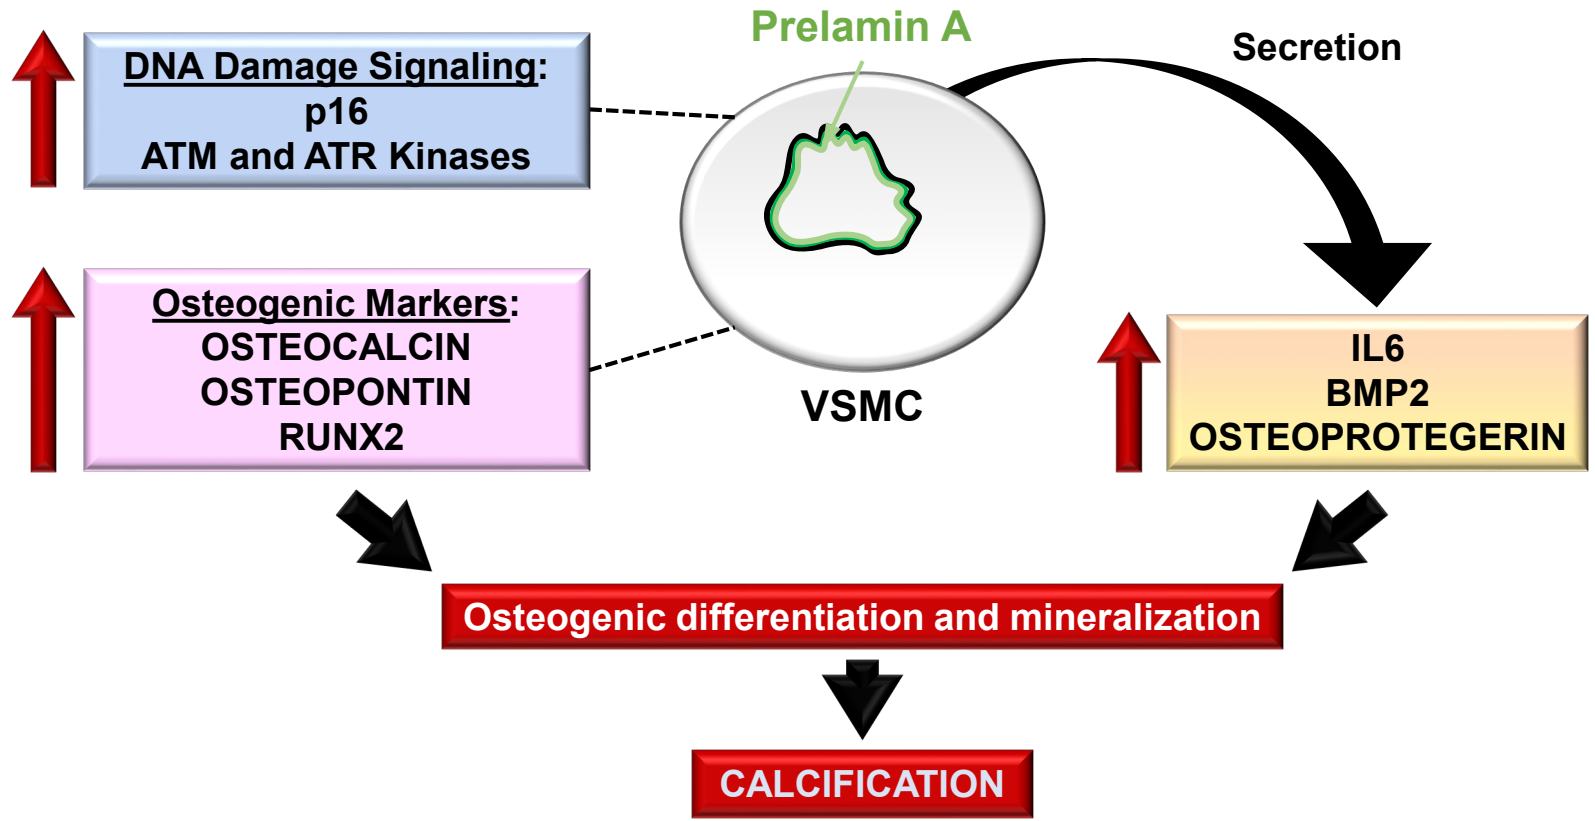 Prelamin A
Secretion
DNA Damage Signaling:
p16
ATM and ATR Kinases
Osteogenic Markers:
OSTEOCALCIN
OSTEOPONTIN
RUNX2
VSMC
IL6
BMP2
OSTEOPROTEGERIN
Osteogenic differentiation and mineralization
CALCIFICATION